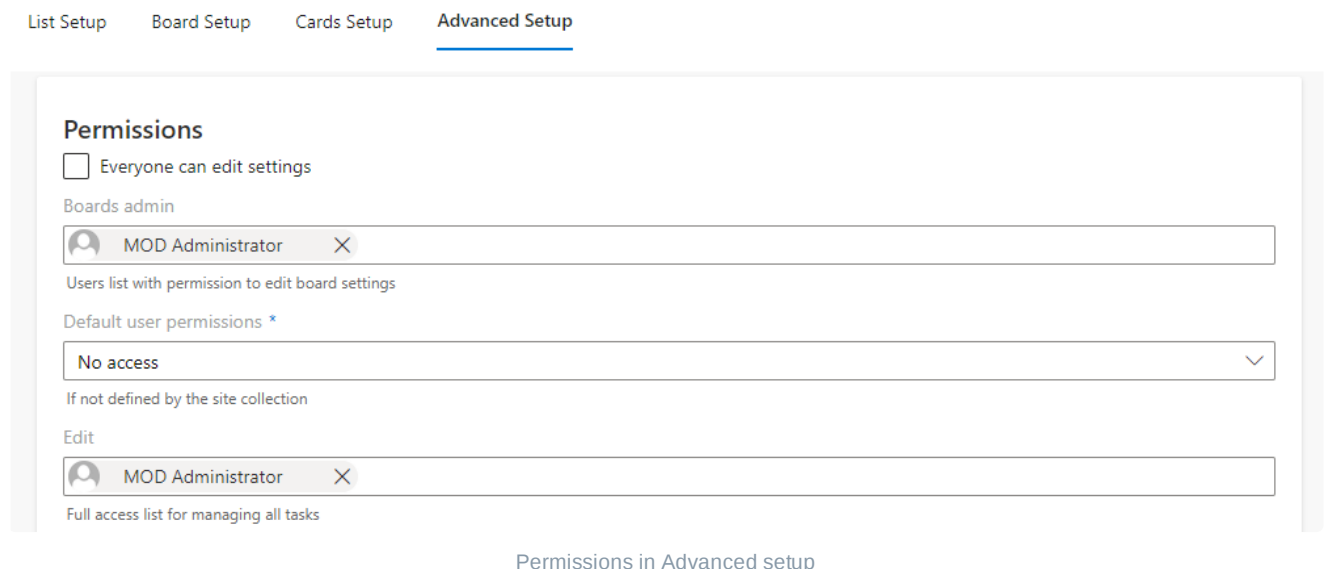 List Setup Board Setup Cards Setup Advanced Setup
Permissions
Everyone can edit settings
Boards admin
MOD Administrator
Users list with permission to edit board settings
Default user permissions *
No access
If not defined by the site collection
Edit
MOD Administrator
Full access list for managing all tasks
Permissions in Advanced setup